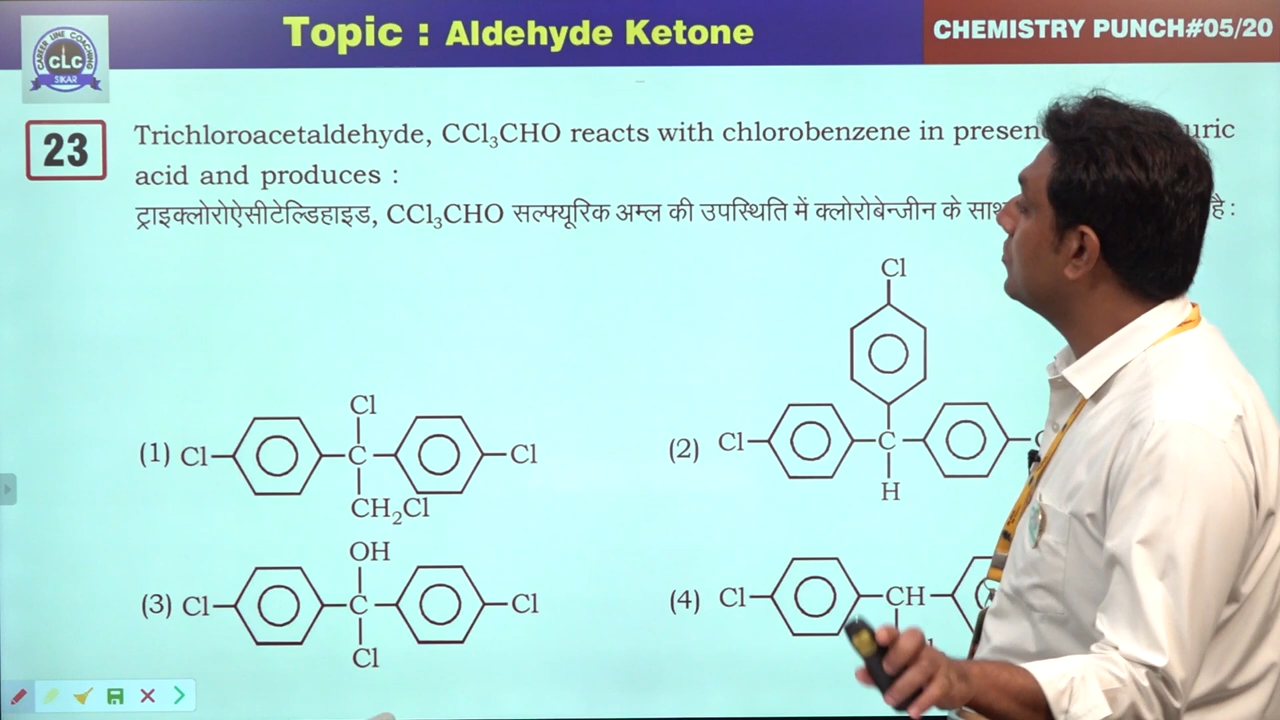 Topic : Aldehyde Ketone
CHEMISTRY PUNCH#05/20
CAREER LINE COACHING
CLC
SIKAR
23
Trichloroacetaldehyde, CCl₃CHO reacts with chlorobenzene in uric
acid and produces :
ट्राइक्लोरोऐसीटेल्डिहाइड, CCl₃CHO सल्फ्यूरिक अम्ल की उपस्थिति में क्लोरोबेन्जीन के है :
Cl
Cl
(1) Cl C Cl
CH₂Cl
(2) Cl C
H
OH
(3) Cl C Cl
Cl
(4) Cl CH